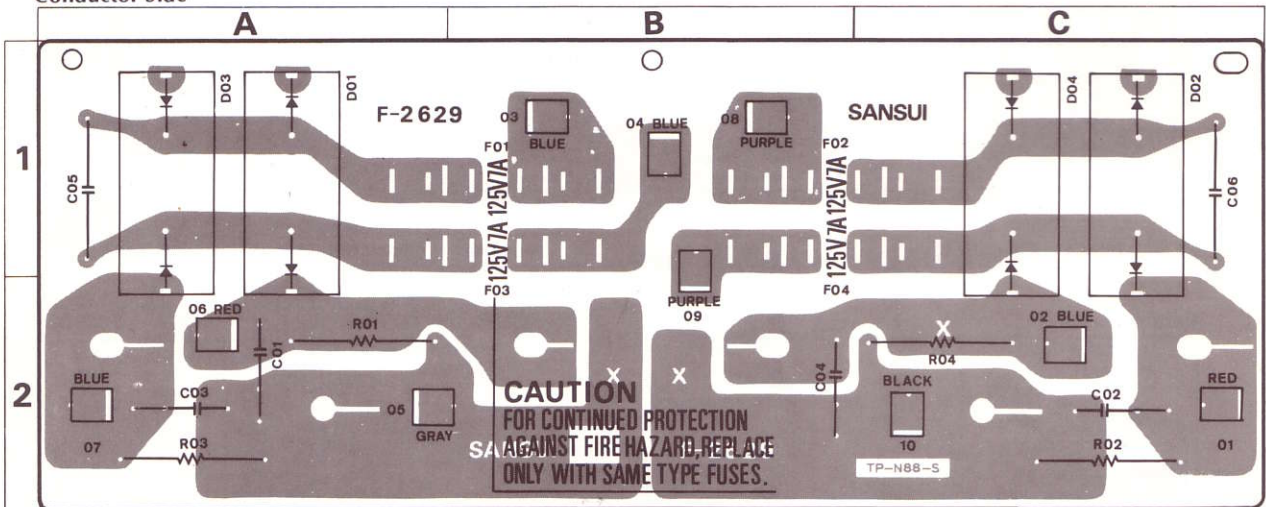 Conductor blue
A B C
D03 D01 D04 D02
F-2629 03 04 BLUE 08 SANSUI
BLUE PURPLE
F01 F02
1
125V7A 125V7A
C05 C06
125V7A 125V7A
F03 F04
PURPLE
09
06 RED R01 02 BLUE
C01 X R04
2
BLUE X X C04 BLACK RED
C03 CAUTION C02
05 FOR CONTINUED PROTECTION
GRAY
07 AGAINST FIRE HAZARD, REPLACE 10 R02 01
R03 ONLY WITH SAME TYPE FUSES. TP-N88-S